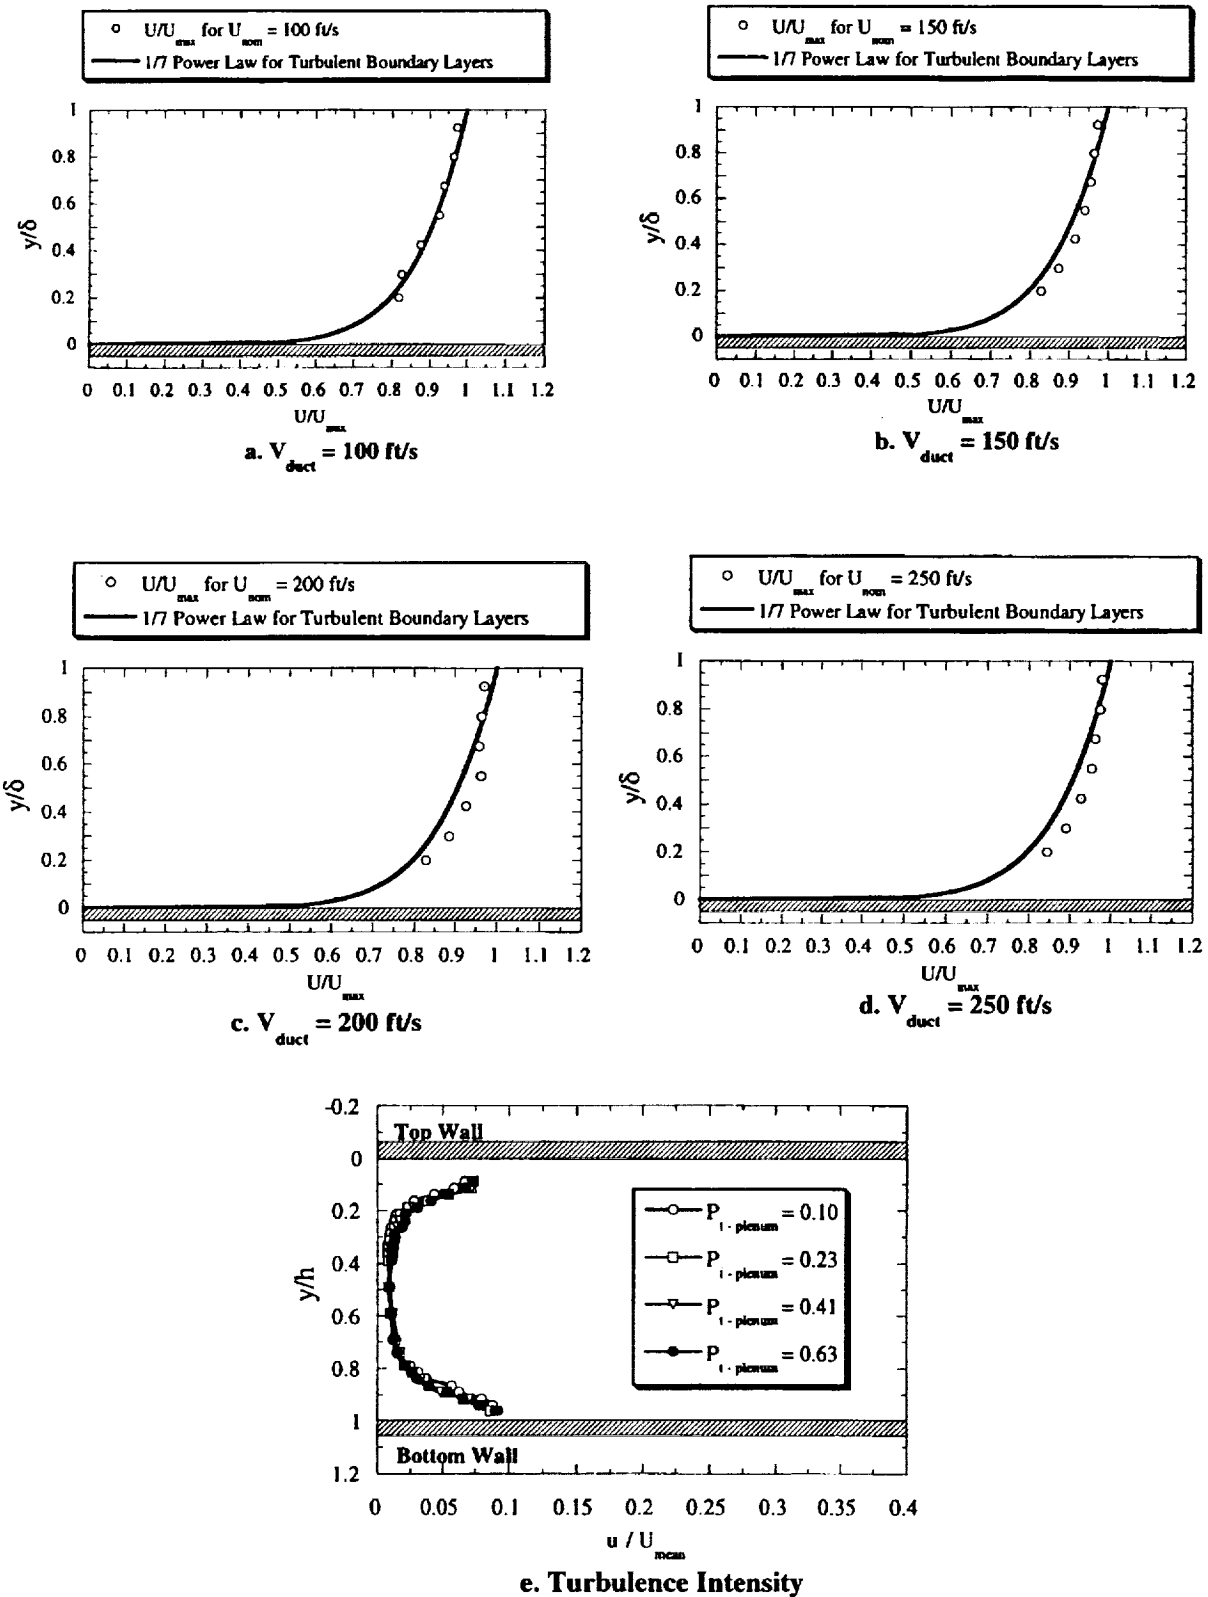 U/Umax for Unom = 100 ft/s
1/7 Power Law for Turbulent Boundary Layers
1
0.8
0.6
0.4
0.2
0
y/δ
0 0.1 0.2 0.3 0.4 0.5 0.6 0.7 0.8 0.9 1 1.1 1.2
U/Umax
a. Vduct = 100 ft/s
U/Umax for Unom = 150 ft/s
1/7 Power Law for Turbulent Boundary Layers
1
0.8
0.6
0.4
0.2
0
y/δ
0 0.1 0.2 0.3 0.4 0.5 0.6 0.7 0.8 0.9 1 1.1 1.2
U/Umax
b. Vduct = 150 ft/s
U/Umax for Unom = 200 ft/s
1/7 Power Law for Turbulent Boundary Layers
1
0.8
0.6
0.4
0.2
0
y/δ
0 0.1 0.2 0.3 0.4 0.5 0.6 0.7 0.8 0.9 1 1.1 1.2
U/Umax
c. Vduct = 200 ft/s
U/Umax for Unom = 250 ft/s
1/7 Power Law for Turbulent Boundary Layers
1
0.8
0.6
0.4
0.2
0
y/δ
0 0.1 0.2 0.3 0.4 0.5 0.6 0.7 0.8 0.9 1 1.1 1.2
U/Umax
d. Vduct = 250 ft/s
-0.2
0
0.2
0.4
0.6
0.8
1
1.2
y/h
Top Wall
Pt - plenum = 0.10
Pt - plenum = 0.23
Pt - plenum = 0.41
Pt - plenum = 0.63
Bottom Wall
0 0.05 0.1 0.15 0.2 0.25 0.3 0.35 0.4
u / Umean
e. Turbulence Intensity